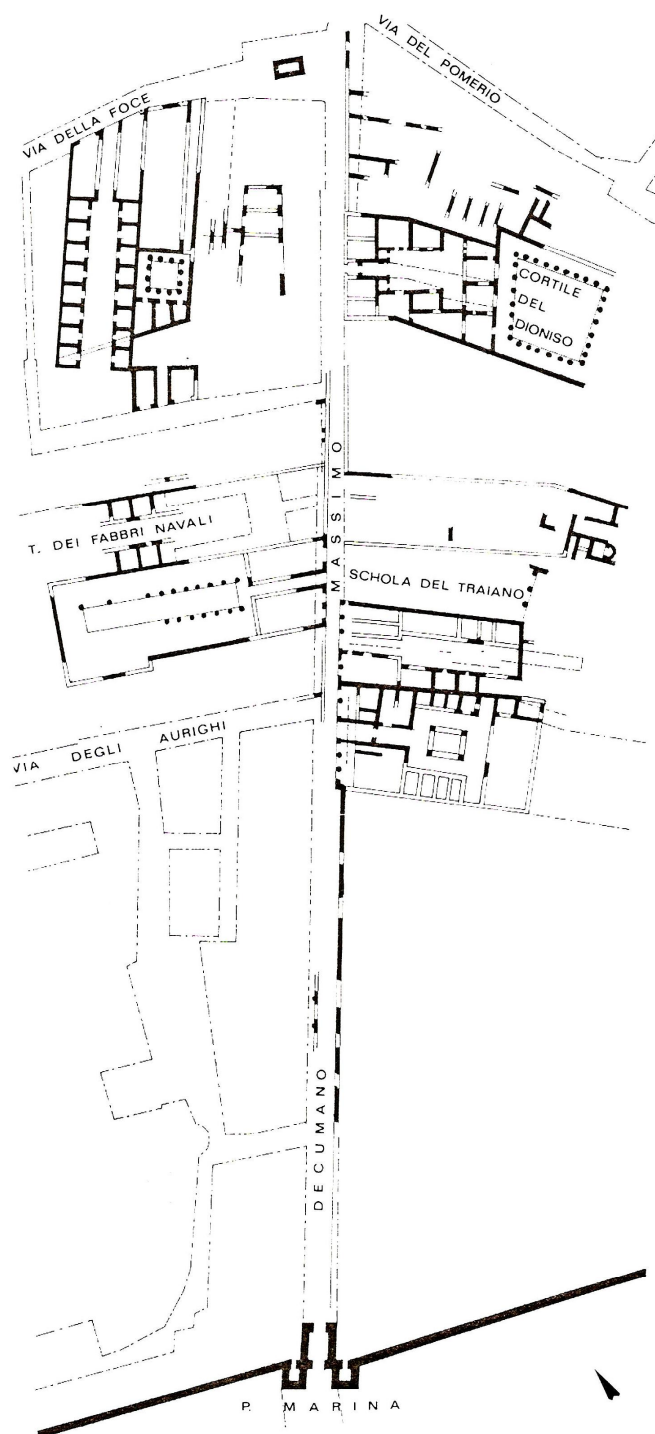 VIA DEL POMERIO
VIA DELLA FOCE
CORTILE
DEL
DIONISO
T. DEI FABBRI NAVALI
SCHOLA DEL TRAIANO
VIA DEGLI AURIGHI
DECUMANO MASSIMO
P. MARINA